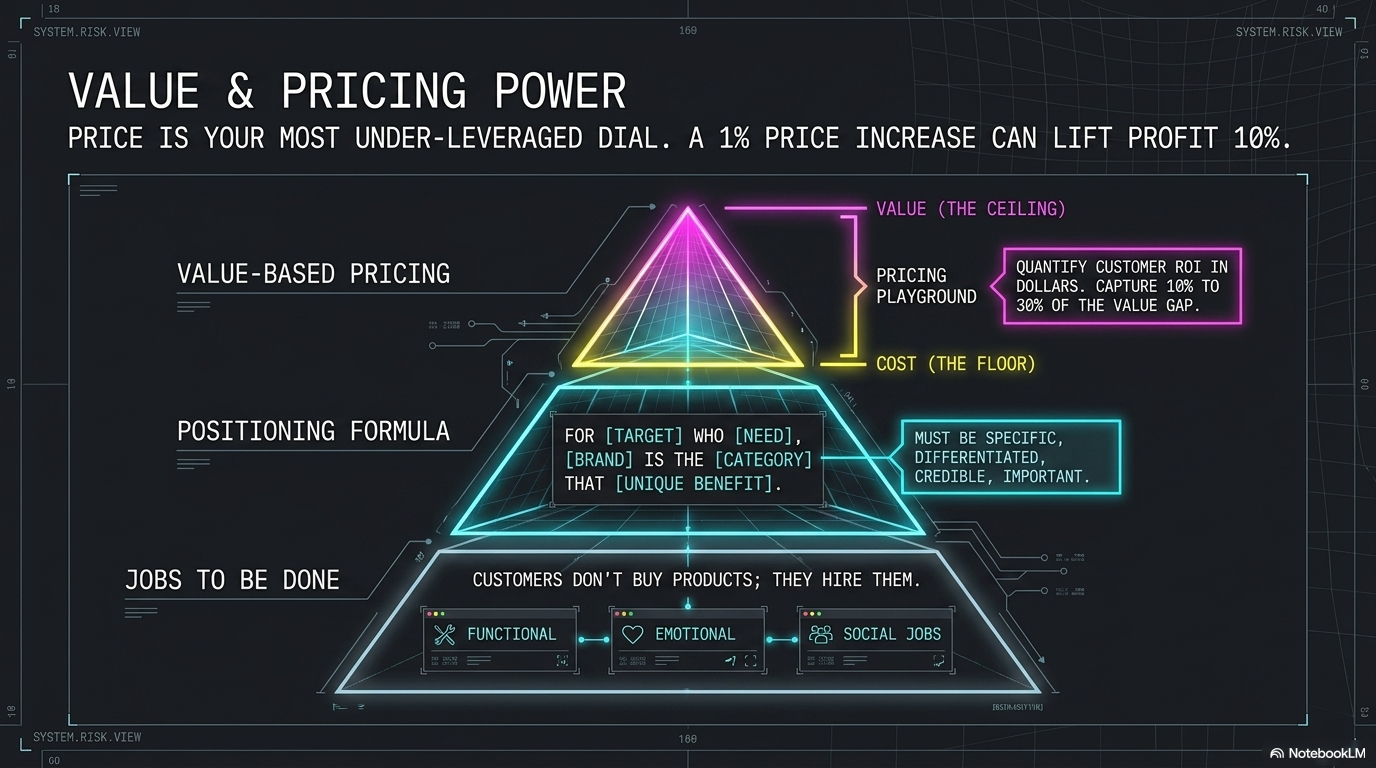 18
40
SYSTEM.RISK.VIEW
160
SYSTEM.RISK.VIEW
VALUE & PRICING POWER
PRICE IS YOUR MOST UNDER-LEVERAGED DIAL. A 1% PRICE INCREASE CAN LIFT PROFIT 10%.
VALUE (THE CEILING)
VALUE-BASED PRICING
PRICING
PLAYGROUND
QUANTIFY CUSTOMER ROI IN
DOLLARS. CAPTURE 10% TO
30% OF THE VALUE GAP.
COST (THE FLOOR)
POSITIONING FORMULA
FOR [TARGET] WHO [NEED],
[BRAND] IS THE [CATEGORY]
THAT [UNIQUE BENEFIT].
MUST BE SPECIFIC,
DIFFERENTIATED,
CREDIBLE, IMPORTANT.
JOBS TO BE DONE
CUSTOMERS DON'T BUY PRODUCTS; THEY HIRE THEM.
FUNCTIONAL
EMOTIONAL
SOCIAL JOBS
SYSTEM.RISK.VIEW
160
60
NotebookLM